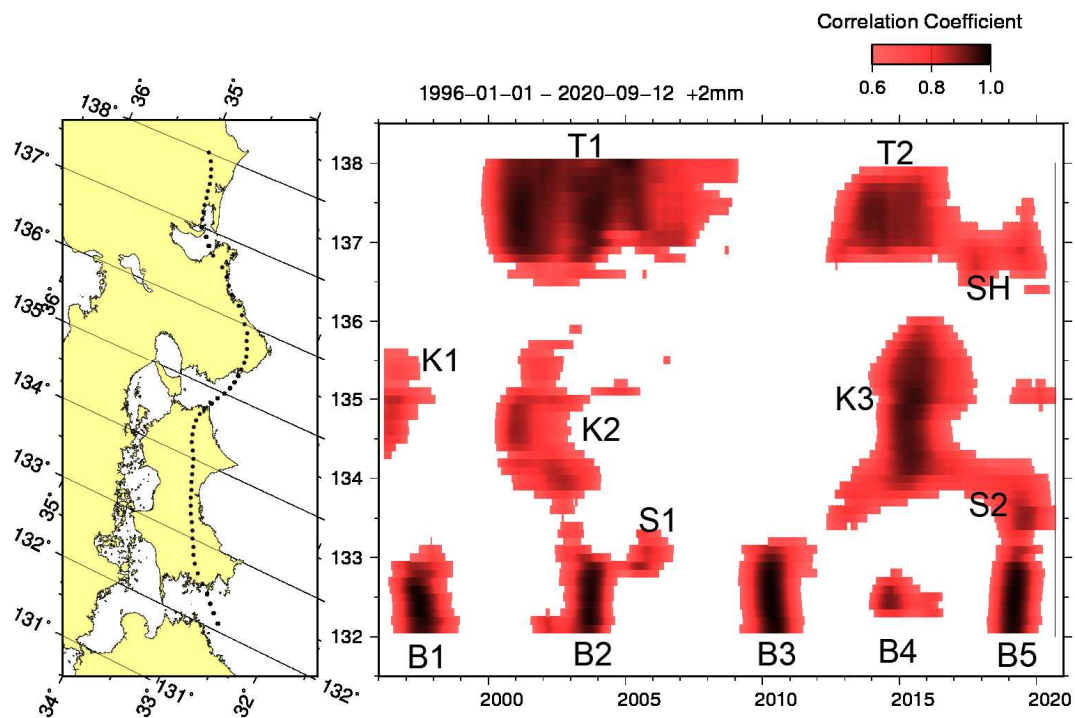 Correlation Coefficient
0.6 0.8 1.0
1996-01-01 - 2020-09-12 +2mm
138° 36° 35°
137°
136°
36°
135°
134°
133°
35°
132°
131°
34° 33° 131° 32° 132°
138
137
136
135
134
133
132
T1
T2
SH
K1
K3
K2
S2
S1
B1 B2 B3 B4 B5
2000 2005 2010 2015 2020